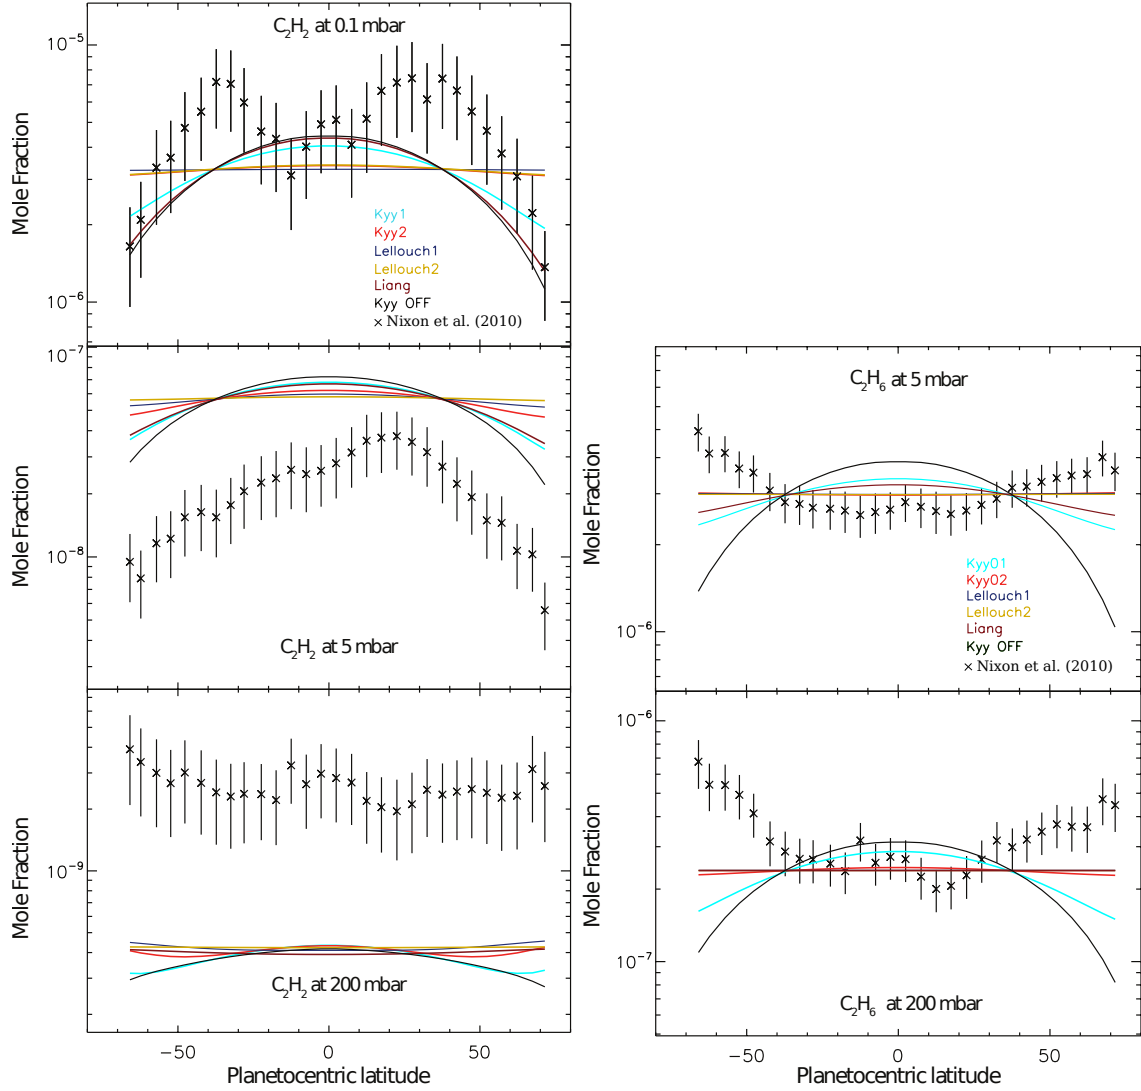 C₂H₂ at 0.1 mbar
10⁻⁵
10⁻⁶
Mole Fraction
Kyy1
Kyy2
Lellouch1
Lellouch2
Liang
Kyy OFF
× Nixon et al. (2010)
10⁻⁷
10⁻⁸
Mole Fraction
C₂H₂ at 5 mbar
10⁻⁹
Mole Fraction
C₂H₂ at 200 mbar
−50
0
50
Planetocentric latitude
C₂H₆ at 5 mbar
10⁻⁶
Mole Fraction
Kyy01
Kyy02
Lellouch1
Lellouch2
Liang
Kyy OFF
× Nixon et al. (2010)
10⁻⁶
10⁻⁷
Mole Fraction
C₂H₆ at 200 mbar
−50
0
50
Planetocentric latitude